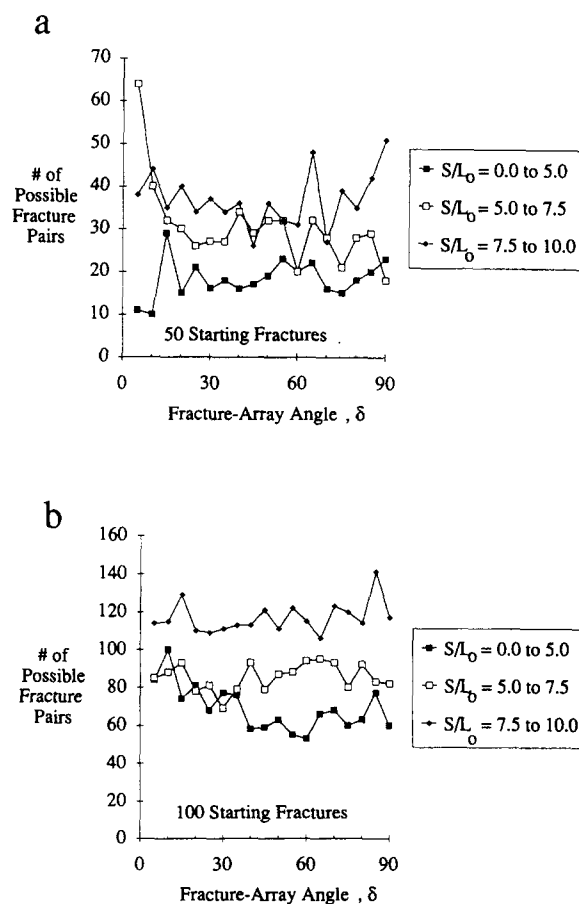 a
70
60
50
40
30
20
10
0
# of
Possible
Fracture
Pairs
50 Starting Fractures
0 30 60 90
Fracture-Array Angle , δ
S/Lo = 0.0 to 5.0
S/Lo = 5.0 to 7.5
S/Lo = 7.5 to 10.0
b
160
140
120
100
80
60
40
20
0
# of
Possible
Fracture
Pairs
100 Starting Fractures
0 30 60 90
Fracture-Array Angle , δ
S/Lo = 0.0 to 5.0
S/Lo = 5.0 to 7.5
S/Lo = 7.5 to 10.0